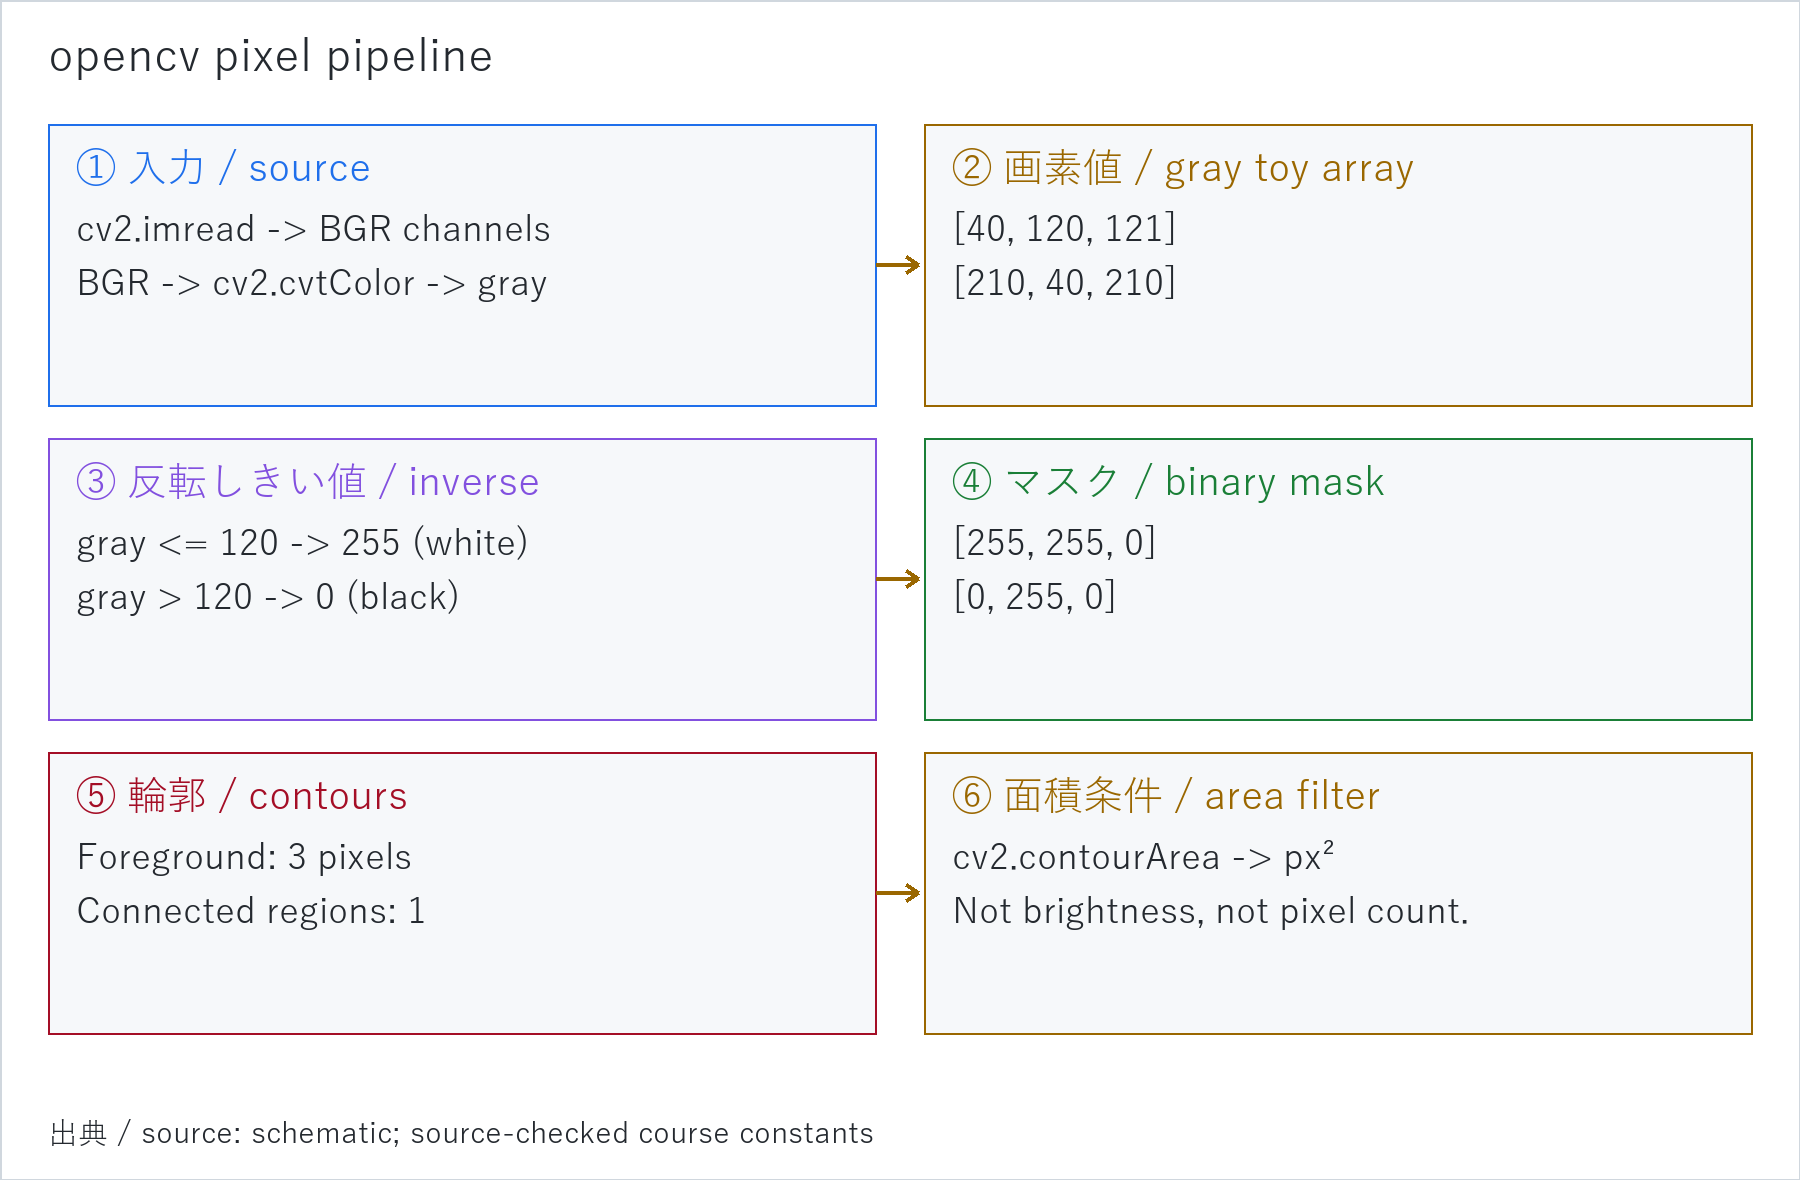 opencv pixel pipeline
① 入力 / source
cv2.imread -> BGR channels
BGR -> cv2.cvtColor -> gray
② 画素値 / gray toy array
[40, 120, 121]
[210, 40, 210]
③ 反転しきい値 / inverse
gray <= 120 -> 255 (white)
gray > 120 -> 0 (black)
④ マスク / binary mask
[255, 255, 0]
[0, 255, 0]
⑤ 輪郭 / contours
Foreground: 3 pixels
Connected regions: 1
⑥ 面積条件 / area filter
cv2.contourArea -> px²
Not brightness, not pixel count.
出典 / source: schematic; source-checked course constants